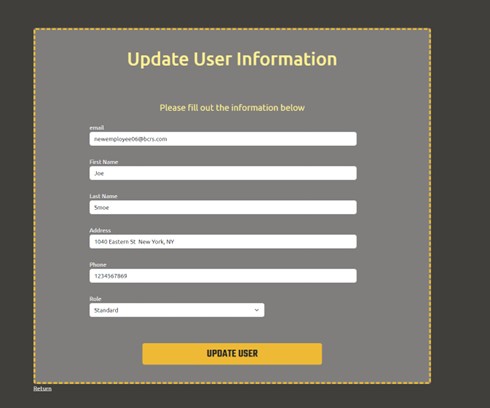 Update User Information
Please fill out the information below
email
newemployee06@bcrs.com
First Name
Joe
Last Name
Smoe
Address
1040 Eastern St. New York, NY
Phone
1234567869
Role
Standard
UPDATE USER
Return